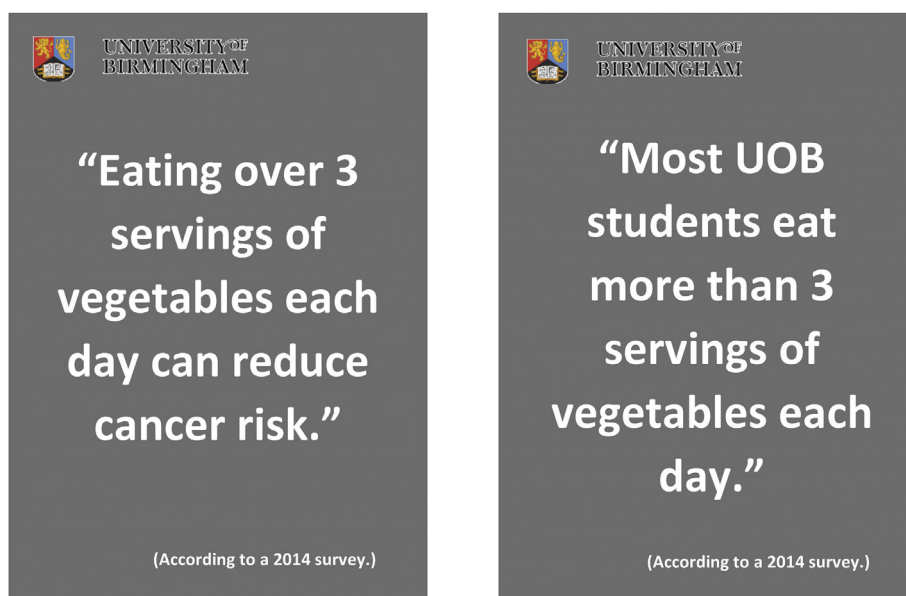 UNIVERSITY OF
BIRMINGHAM
“Eating over 3
servings of
vegetables each
day can reduce
cancer risk.”
(According to a 2014 survey.)
UNIVERSITY OF
BIRMINGHAM
“Most UOB
students eat
more than 3
servings of
vegetables each
day.”
(According to a 2014 survey.)